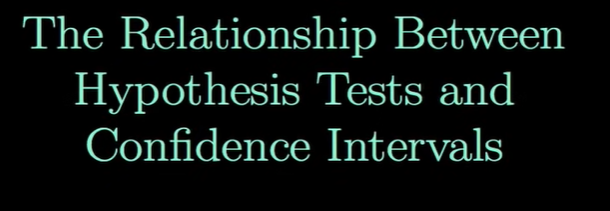 The Relationship Between
Hypothesis Tests and
Confidence Intervals